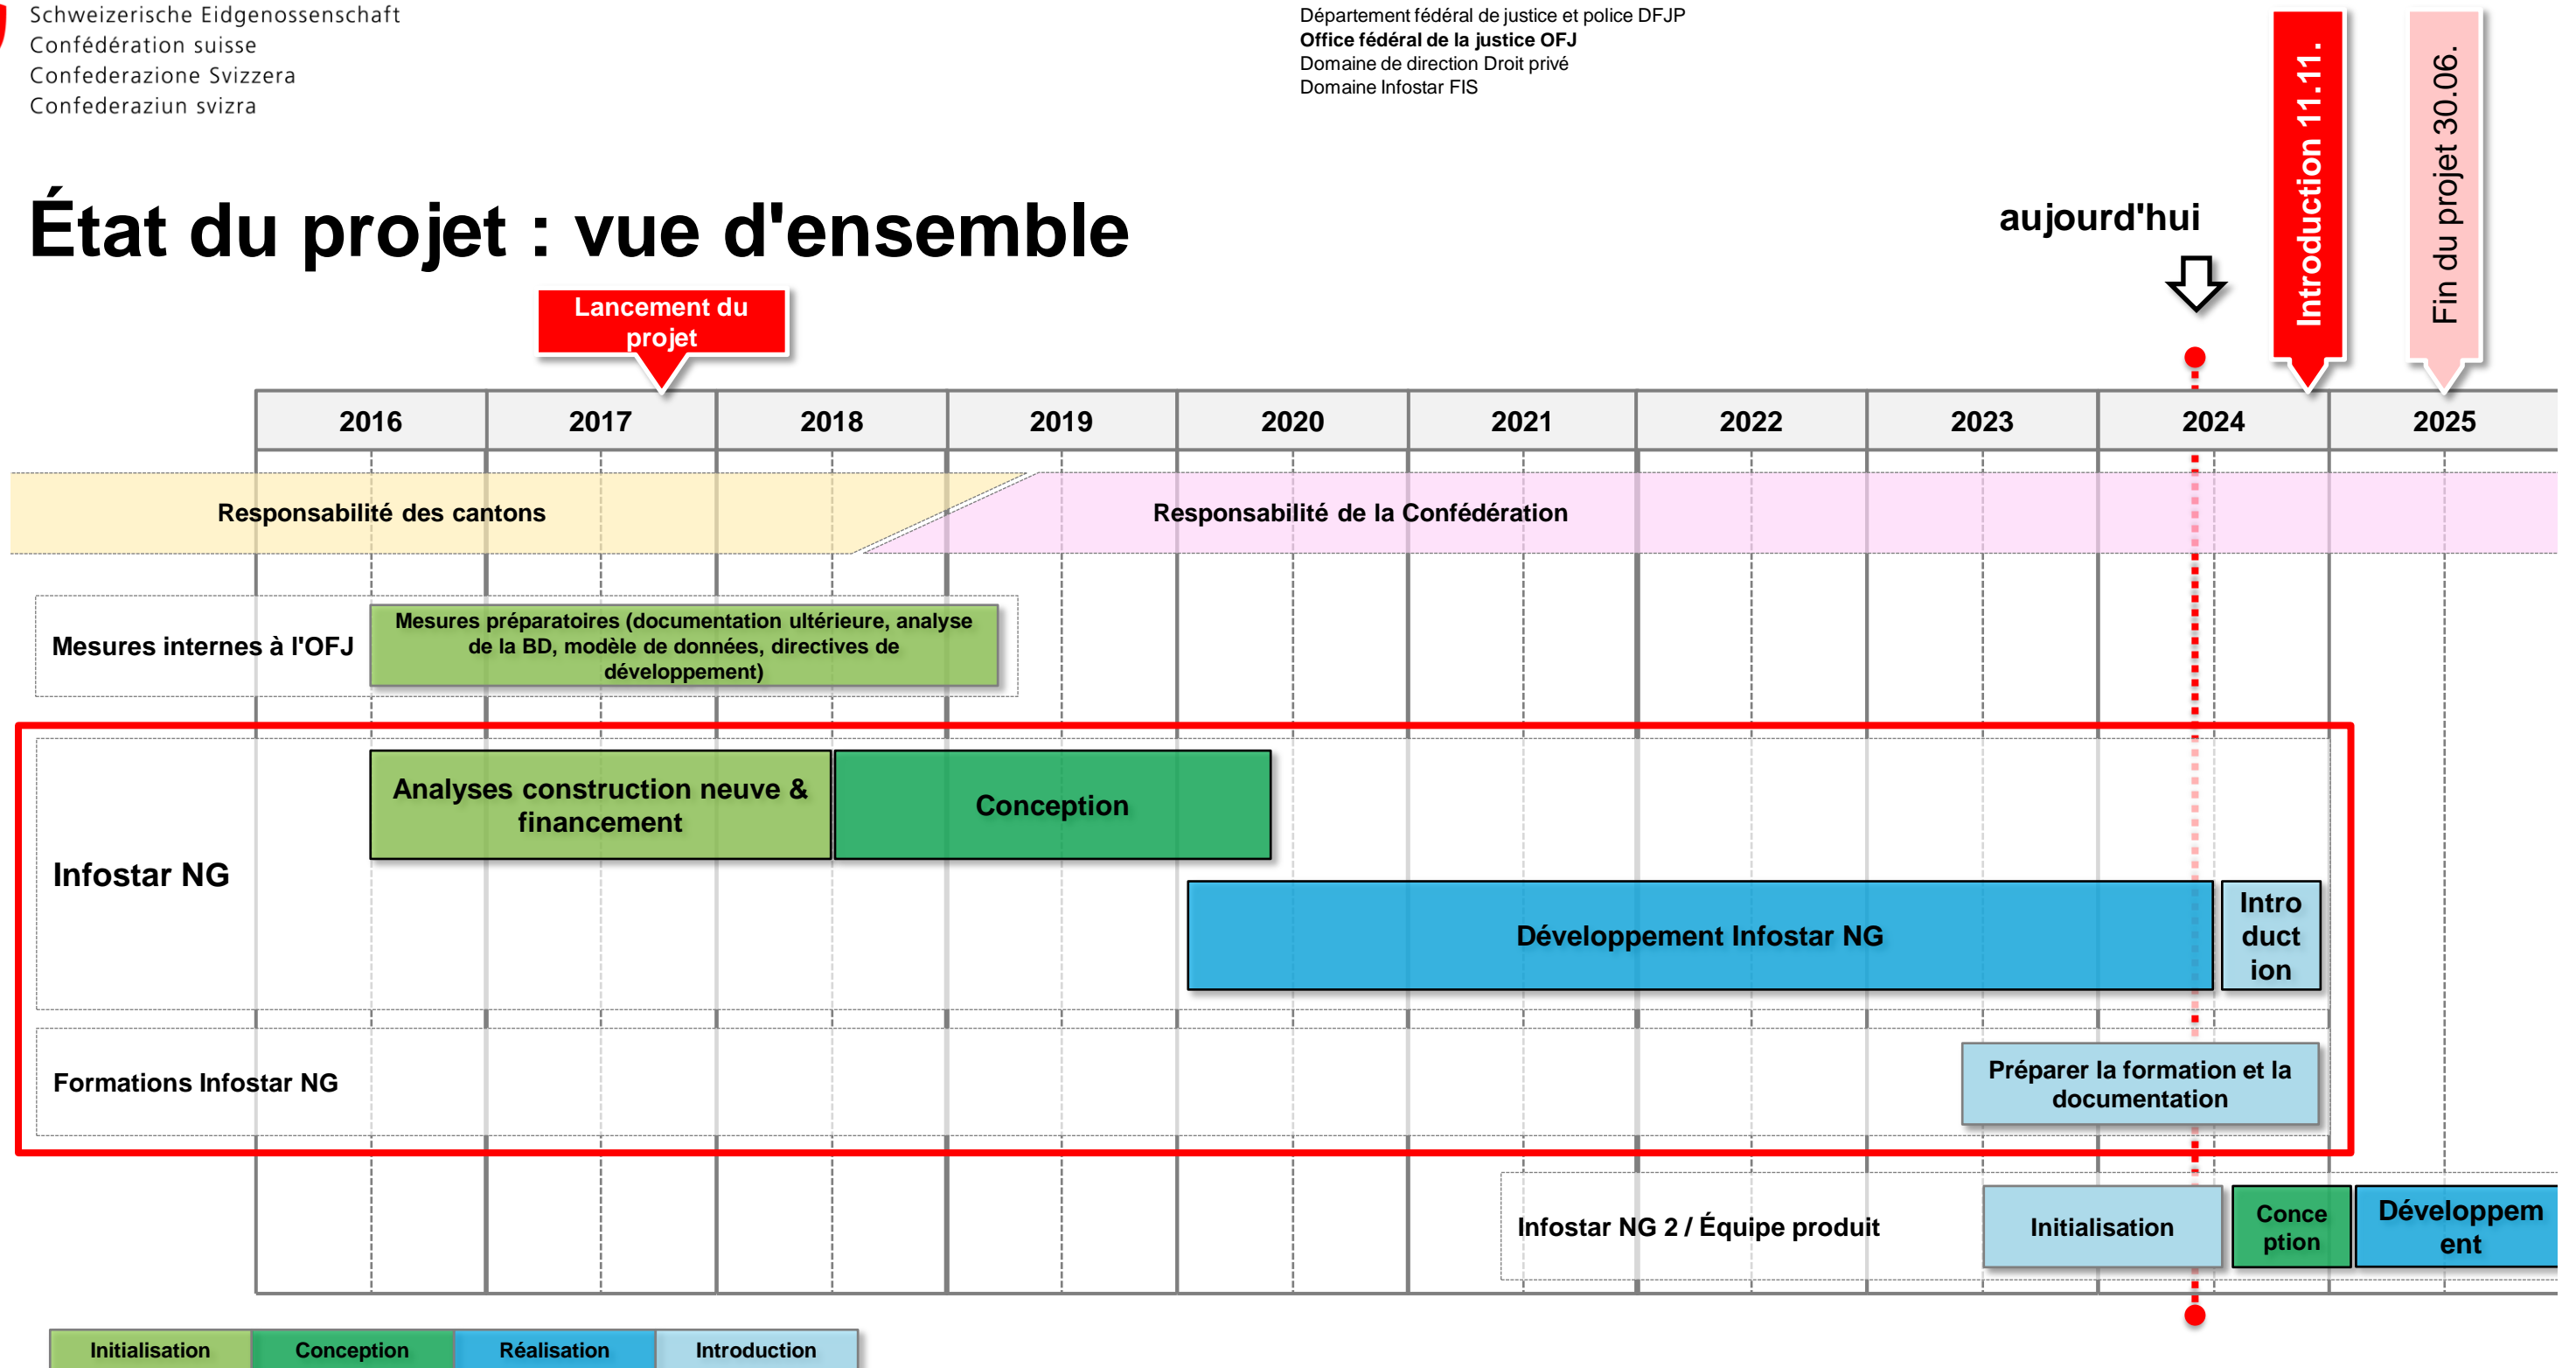 Schweizerische Eidgenossenschaft
Confédération suisse
Confederazione Svizzera
Confederaziun svizra
Département fédéral de justice et police DFJP
Office fédéral de la justice OFJ
Domaine de direction Droit privé
Domaine Infostar FIS
État du projet : vue d'ensemble
aujourd'hui
Introduction 11.11.
Fin du projet 30.06.
Lancement du
projet
2016 2017 2018 2019 2020 2021 2022 2023 2024 2025
Responsabilité des cantons
Responsabilité de la Confédération
Mesures internes à l'OFJ
Mesures préparatoires (documentation ultérieure, analyse
de la BD, modèle de données, directives de
développement)
Infostar NG
Analyses construction neuve &
financement
Conception
Développement Infostar NG
Intro
duct
ion
Formations Infostar NG
Préparer la formation et la
documentation
Infostar NG 2 / Équipe produit
Initialisation
Conce
ption
Développem
ent
Initialisation
Conception
Réalisation
Introduction